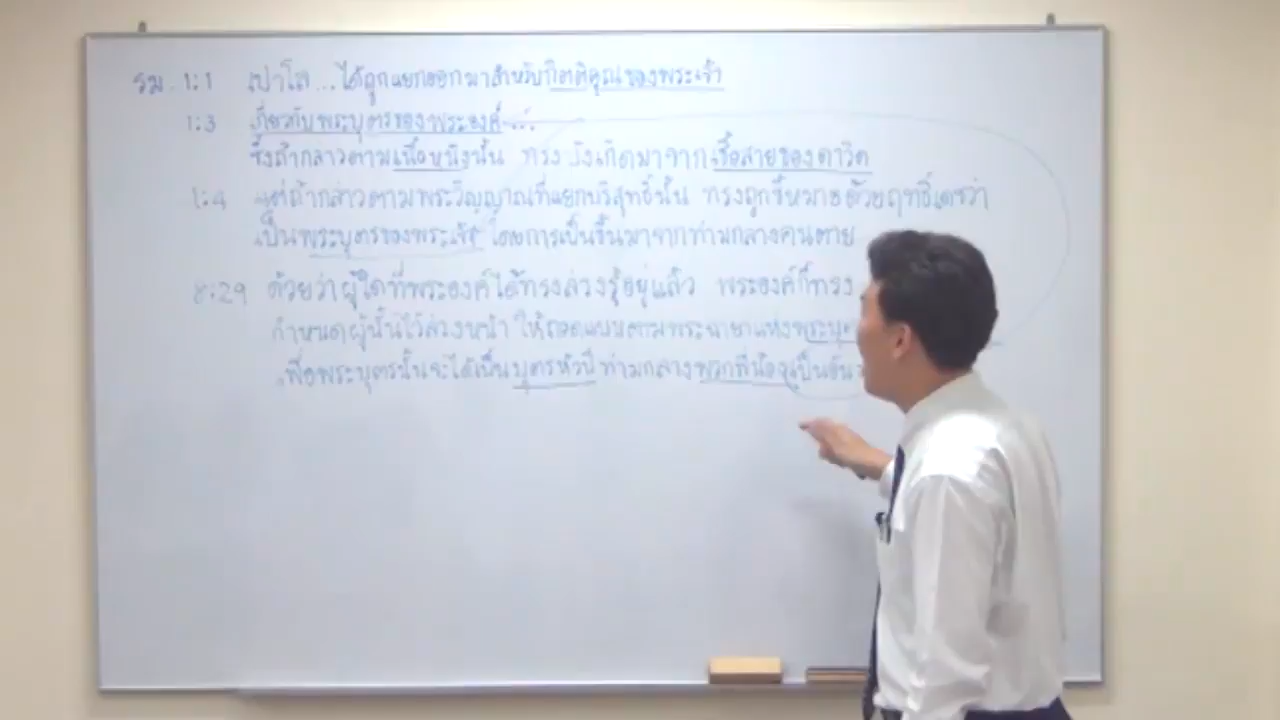 รม. 1:1 เปาโล...ได้ถูกแยกออกมาสำหรับกิตติคุณของพระเจ้า
1:3 เกี่ยวกับพระบุตรของพระองค์...
ซึ่งถ้ากล่าวตามเนื้อหนังนั้น ทรงบังเกิดมาจากเชื้อสายของดาวิด
1:4 แต่ถ้ากล่าวตามพระวิญญาณที่แยกบริสุทธิ์นั้น ทรงถูกชี้หมายด้วยฤทธิ์เดชว่า
เป็นพระบุตรของพระเจ้า โดยการเป็นขึ้นมาจากท่ามกลางคนตาย
8:29 ด้วยว่าผู้ใดที่พระองค์ได้ทรงล่วงรู้อยู่แล้ว พระองค์ก็ทรง
กำหนดผู้นั้นไว้ล่วงหน้า ให้ถอดแบบตามพระฉายาแห่ง
เพื่อพระบุตรนั้นจะได้เป็นบุตรหัวปี ท่ามกลางพวกพี่น้อง